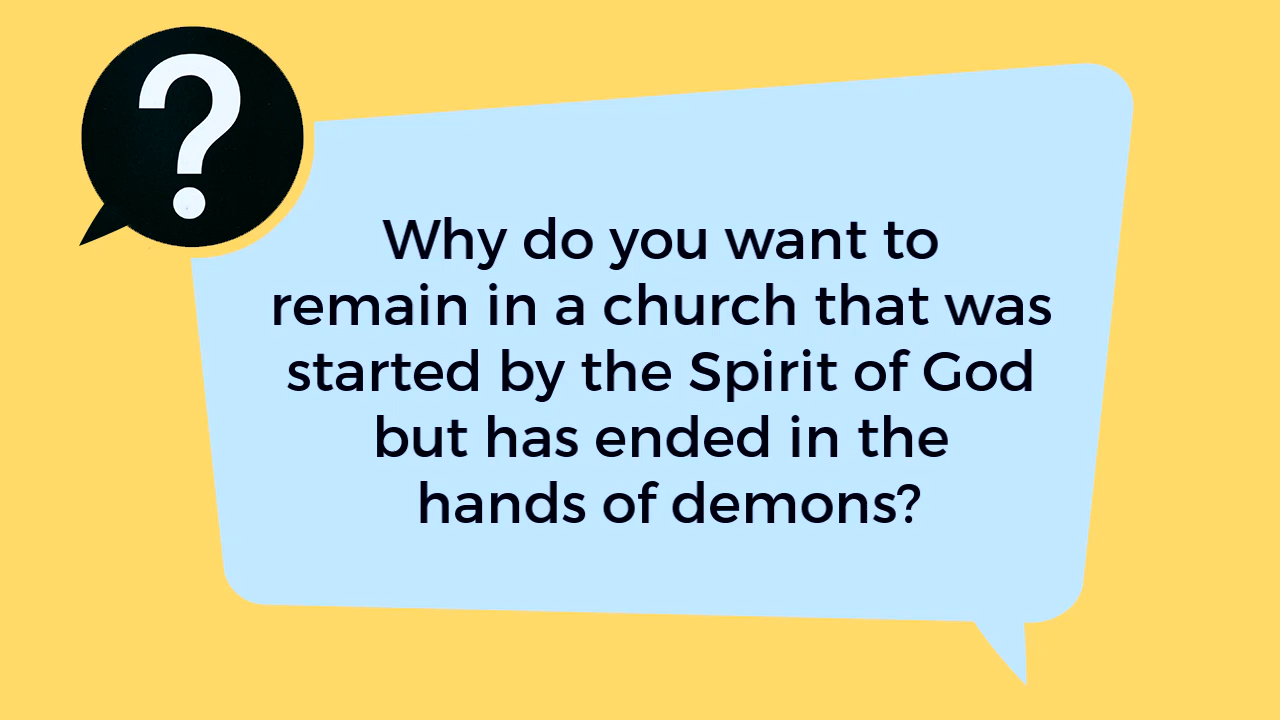 ?
Why do you want to
remain in a church that was
started by the Spirit of God
but has ended in the
hands of demons?